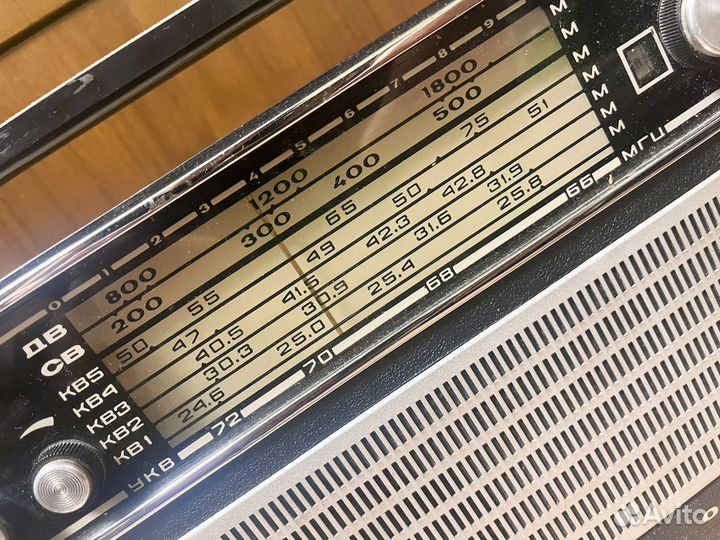 0 1 2 3 4 5 6 7 8 9
ДВ 800 1200 1800 М
СВ 200 300 400 500 М
КВ5 50 55 65 75 М
КВ4 47 49 50 51 М
КВ3 40.5 41.5 42.3 42.8 М
КВ2 30.3 30.9 31.6 31.9 М
КВ1 24.6 25.0 25.4 25.8 М
УКВ 72 70 68 66 МГЦ
Avito